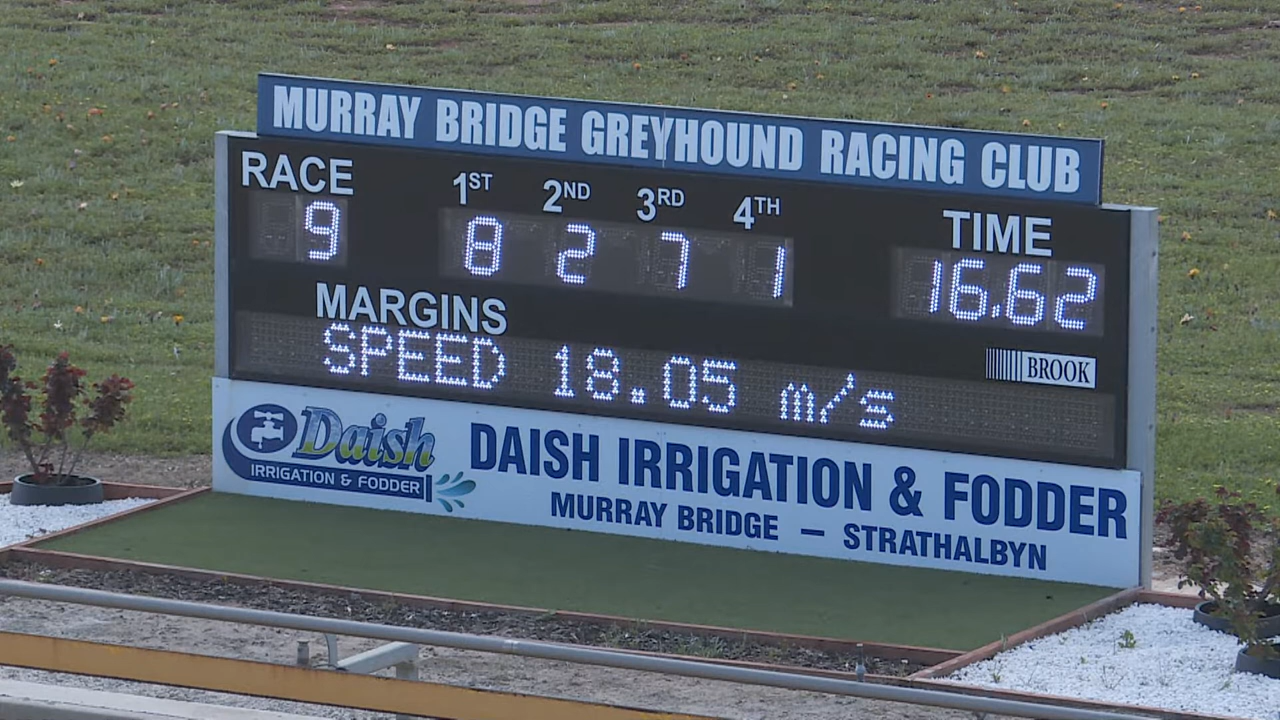 MURRAY BRIDGE GREYHOUND RACING CLUB
RACE 1ST 2ND 3RD 4TH TIME
9 8 2 7 1 16.62
MARGINS
SPEED 18.05 m/s
BROOK
Daish
IRRIGATION & FODDER
DAISH IRRIGATION & FODDER
MURRAY BRIDGE – STRATHALBYN